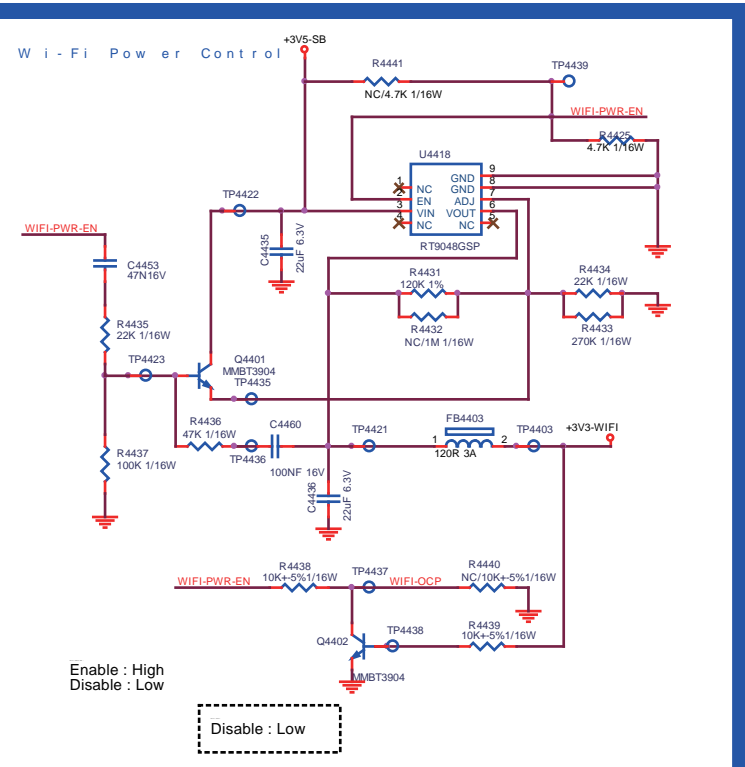 Wi-Fi Power Control
+3V5-SB
R4441
NC/4.7K 1/16W
TP4439
WIFI-PWR-EN
R4425
4.7K 1/16W
U4418
1
2
3
4
NC
EN
VIN
NC
GND
GND
ADJ
VOUT
NC
9
8
7
6
5
RT9048GSP
TP4422
WIFI-PWR-EN
C4435
22uF 6.3V
C4453
47N16V
R4431
120K 1%
R4432
NC/1M 1/16W
R4434
22K 1/16W
R4433
270K 1/16W
R4435
22K 1/16W
TP4423
Q4401
MMBT3904
TP4435
R4436
47K 1/16W
TP4436
C4460
100NF 16V
TP4421
FB4403
1
2
120R 3A
TP4403
+3V3-WIFI
R4437
100K 1/16W
C4436
22uF 6.3V
WIFI-PWR-EN
R4438
10K+-5%1/16W
TP4437
WIFI-OCP
R4440
NC/10K+-5%1/16W
Q4402
TP4438
R4439
10K+-5%1/16W
MMBT3904
Enable : High
Disable : Low
Disable : Low